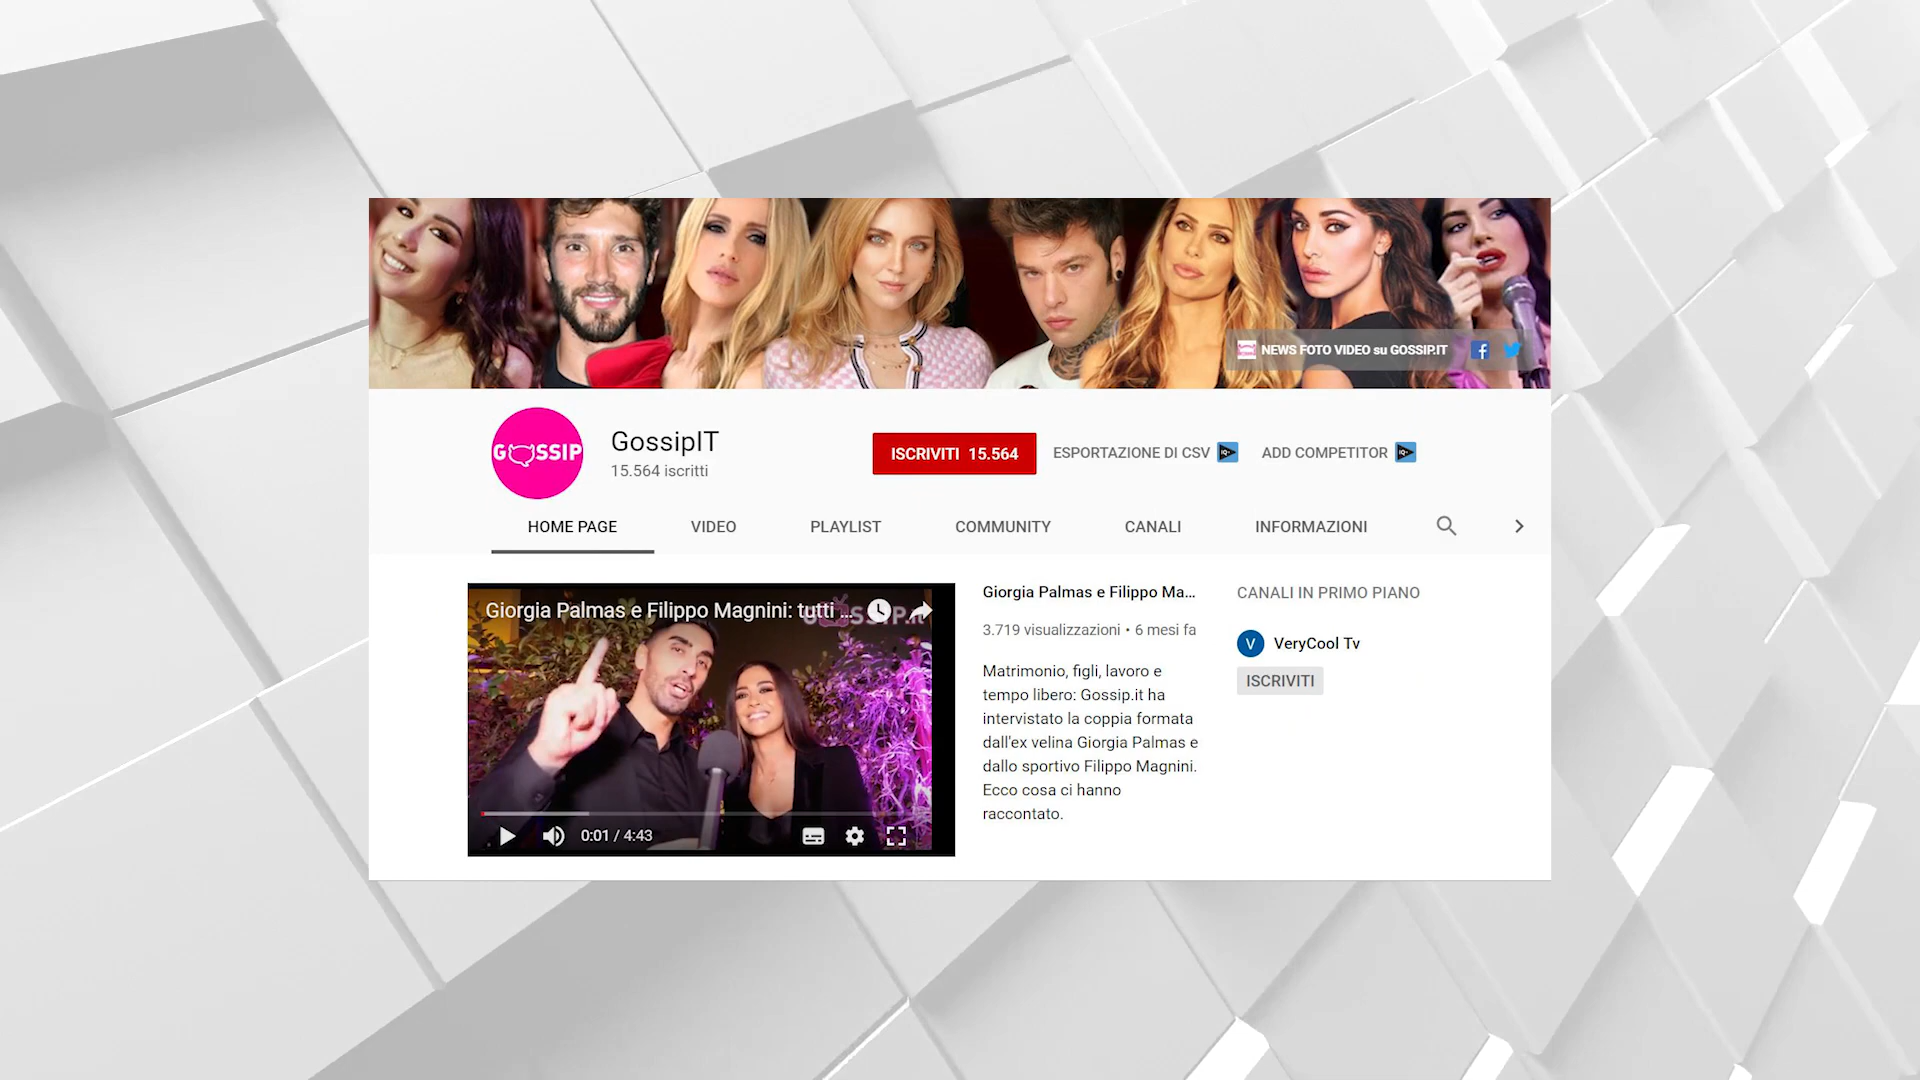 NEWS FOTO VIDEO su GOSSIP.IT
GOSSIP
GossipIT
15.564 iscritti
ISCRIVITI 15.564
ESPORTAZIONE DI CSV
ADD COMPETITOR
HOME PAGE
VIDEO
PLAYLIST
COMMUNITY
CANALI
INFORMAZIONI
Giorgia Palmas e Filippo Magnini: tutti ...
GOSSIP.it
0:01 / 4:43
Giorgia Palmas e Filippo Ma...
3.719 visualizzazioni • 6 mesi fa
Matrimonio, figli, lavoro e
tempo libero: Gossip.it ha
intervistato la coppia formata
dall'ex velina Giorgia Palmas e
dallo sportivo Filippo Magnini.
Ecco cosa ci hanno
raccontato.
CANALI IN PRIMO PIANO
V
VeryCool Tv
ISCRIVITI